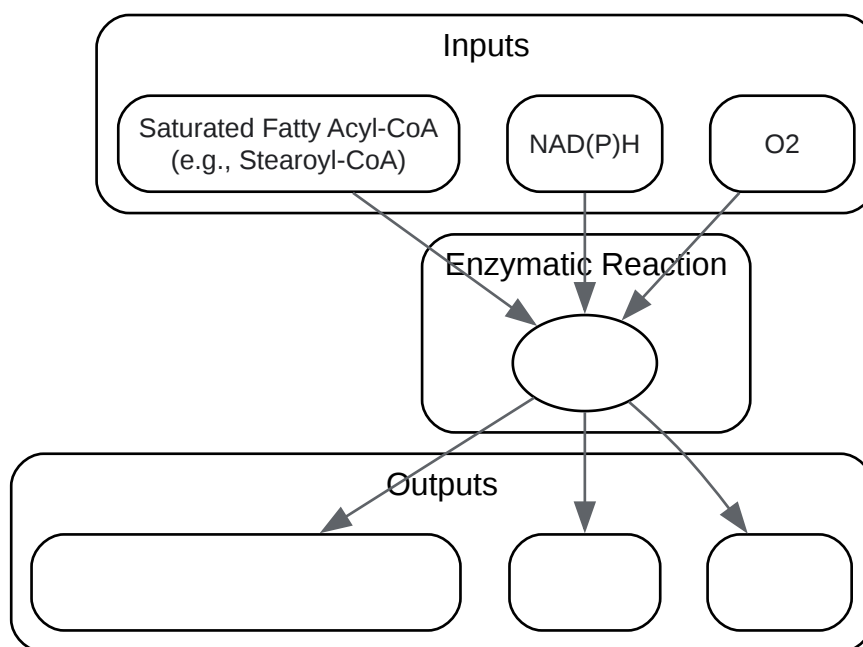 Inputs
Saturated Fatty Acyl-CoA
(e.g., Stearoyl-CoA)
NAD(P)H
O2
Enzymatic Reaction
Outputs